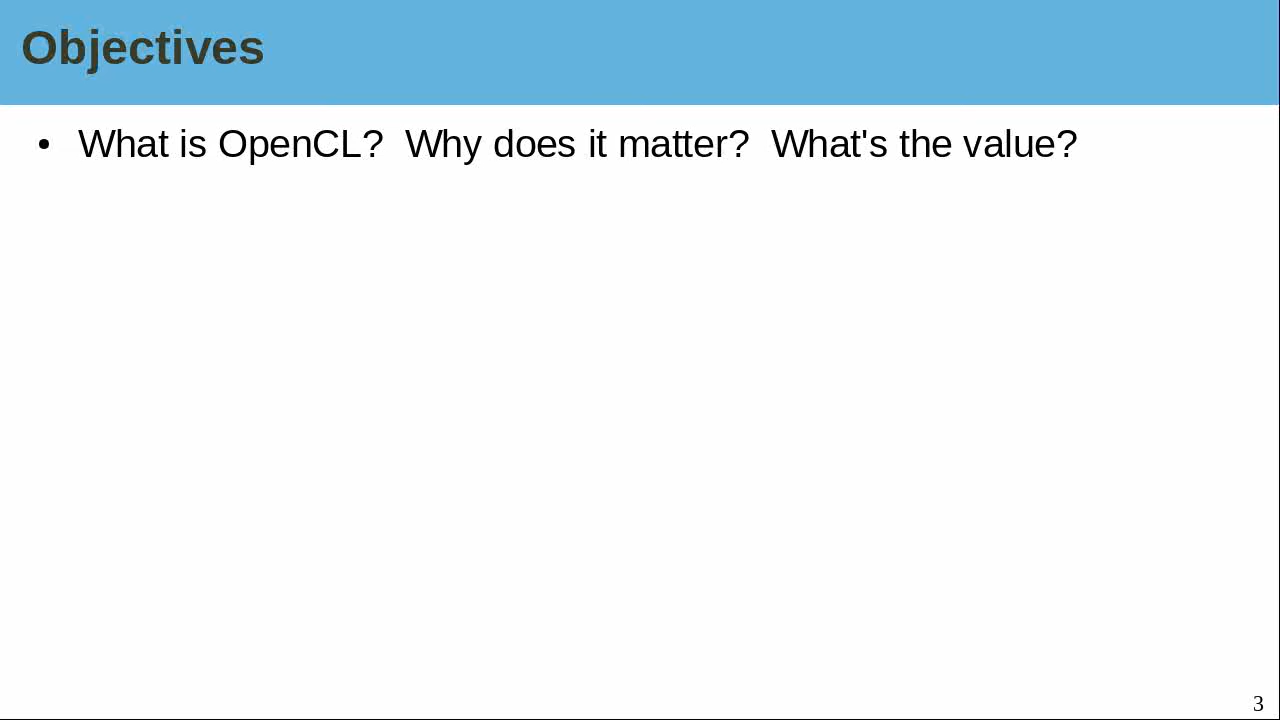 Objectives
• What is OpenCL?  Why does it matter?  What's the value?
3